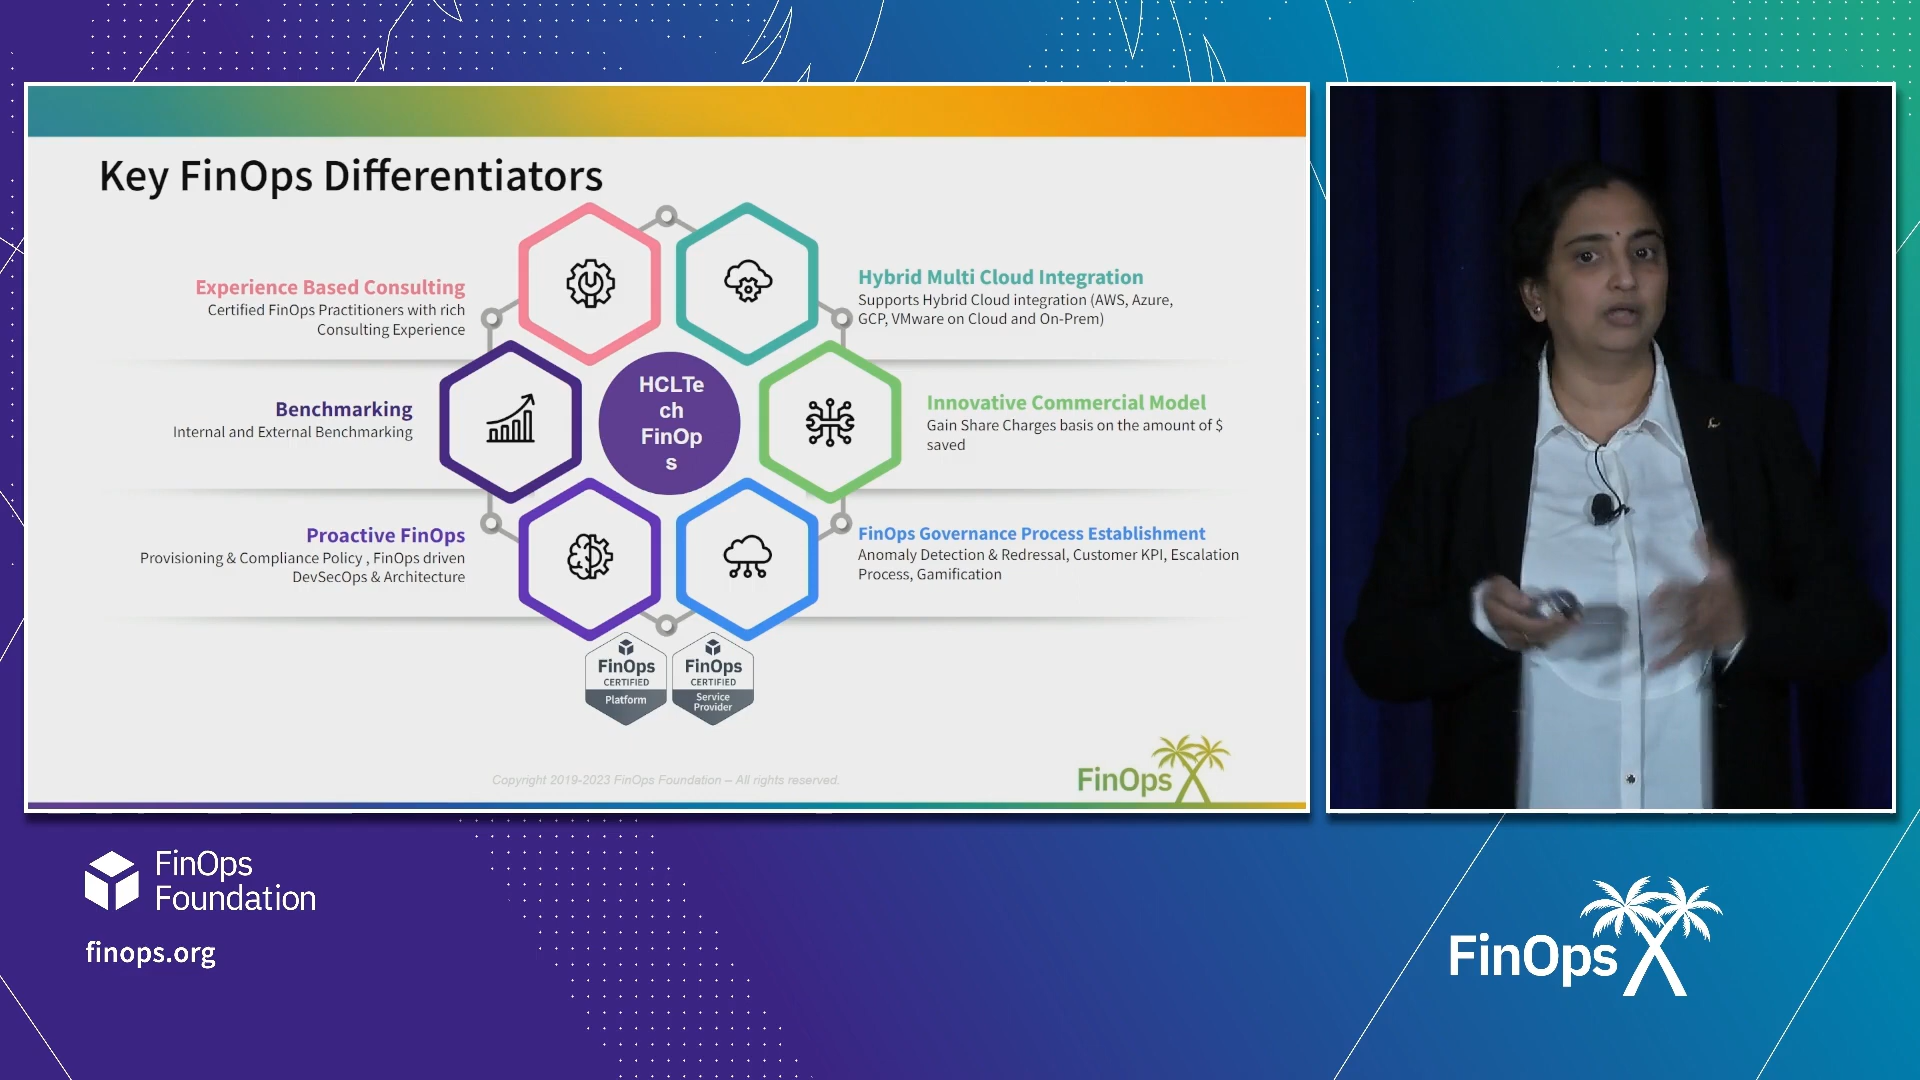 Key FinOps Differentiators
Experience Based Consulting
Certified FinOps Practitioners with rich
Consulting Experience
Hybrid Multi Cloud Integration
Supports Hybrid Cloud integration (AWS, Azure,
GCP, VMware on Cloud and On-Prem)
Benchmarking
Internal and External Benchmarking
HCLTe
ch
FinOp
s
Innovative Commercial Model
Gain Share Charges basis on the amount of $
saved
Proactive FinOps
Provisioning & Compliance Policy , FinOps driven
DevSecOps & Architecture
FinOps Governance Process Establishment
Anomaly Detection & Redressal, Customer KPI, Escalation
Process, Gamification
FinOps
CERTIFIED
Platform
FinOps
CERTIFIED
Service
Provider
Copyright 2019-2023 FinOps Foundation – All rights reserved.
FinOps X
FinOps
Foundation
finops.org
FinOps X